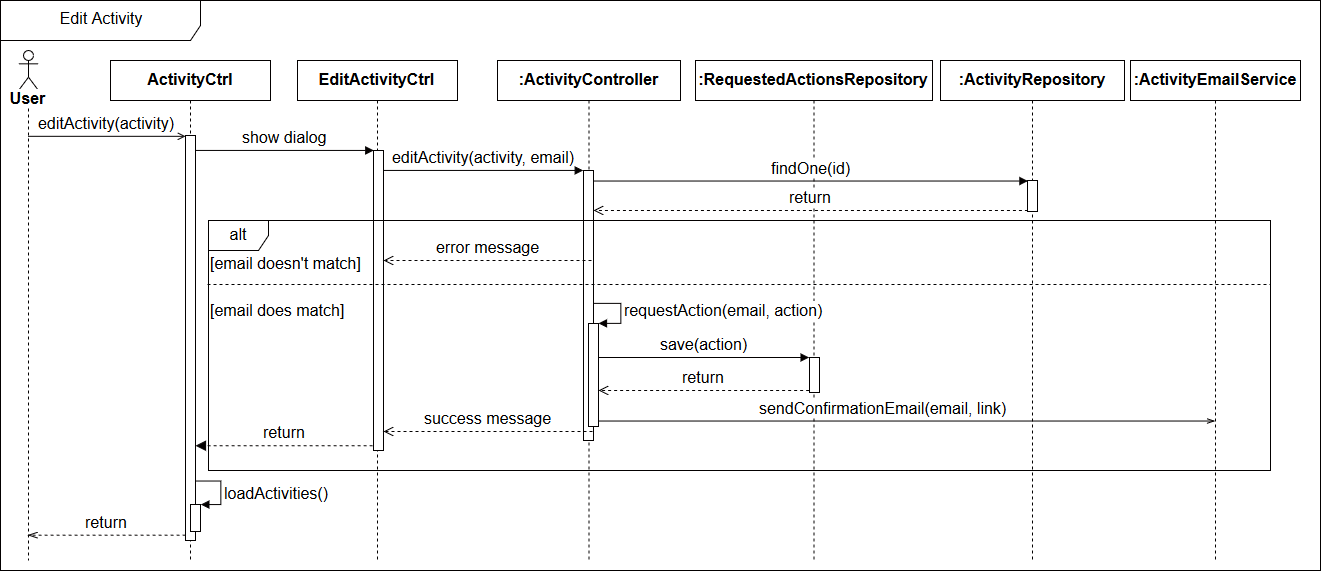 Edit Activity
User
ActivityCtrl
EditActivityCtrl
:ActivityController
:RequestedActionsRepository
:ActivityRepository
:ActivityEmailService
editActivity(activity)
show dialog
editActivity(activity, email)
findOne(id)
return
alt
error message
[email doesn't match]
[email does match]
requestAction(email, action)
save(action)
return
sendConfirmationEmail(email, link)
success message
return
loadActivities()
return